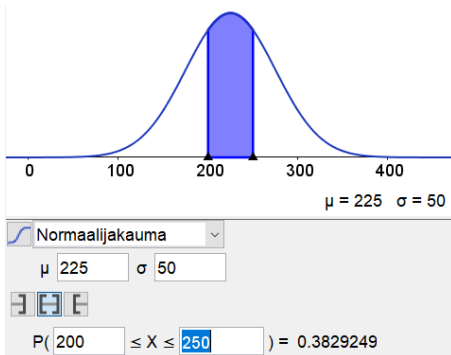 0 100 200 300 400
μ = 225 σ = 50
Normaalijakauma
μ 225 σ 50
P( 200 ≤ X ≤ 250 ) = 0.3829249